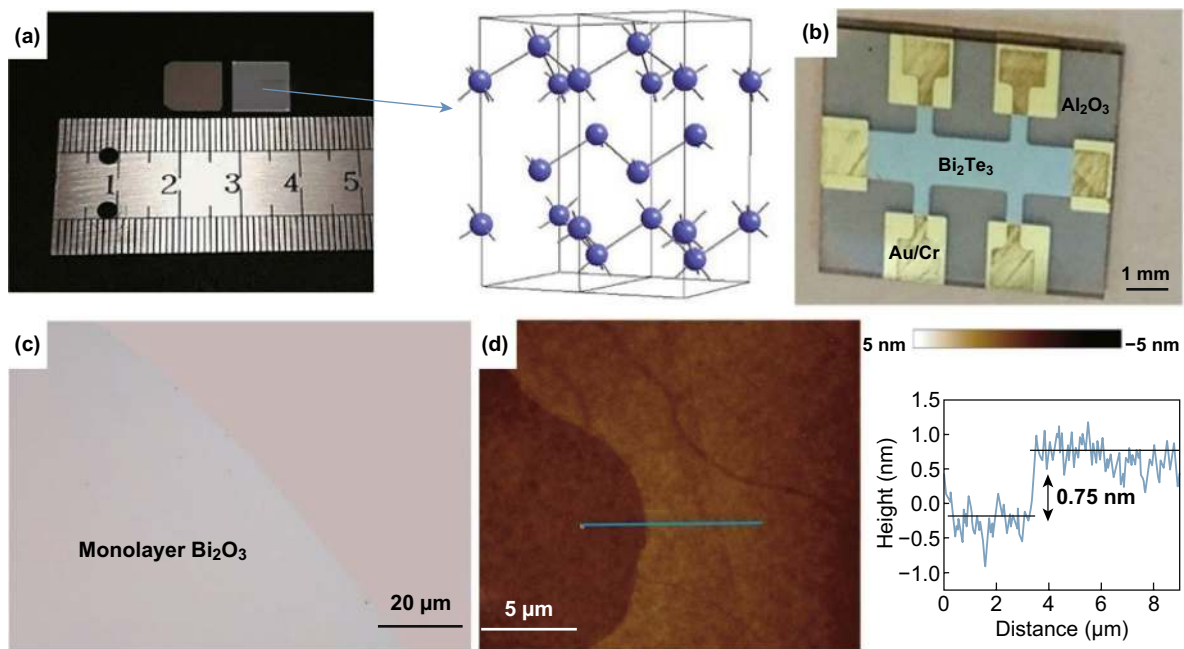 (a)
1 2 3 4 5
(b)
Al₂O₃
Bi₂Te₃
Au/Cr
1 mm
(c)
Monolayer Bi₂O₃
20 µm
(d)
5 µm
5 nm −5 nm
1.5
1.0
0.5
0.0
−0.5
−1.0
Height (nm)
0.75 nm
0 2 4 6 8
Distance (µm)